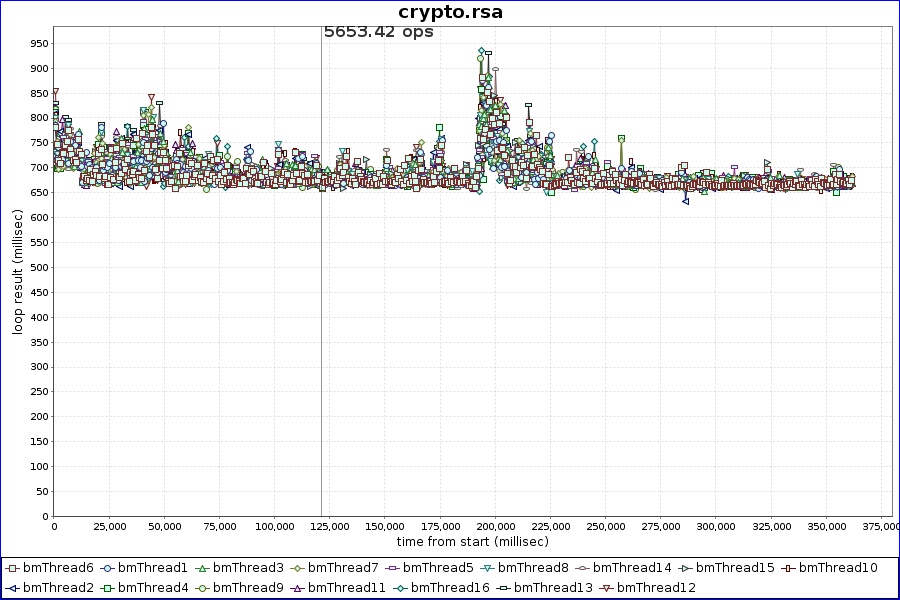 crypto.rsa
5653.42 ops
950
900
850
800
750
700
650
600
550
500
450
400
350
300
250
200
150
100
50
0
loop result (millisec)
0 25,000 50,000 75,000 100,000 125,000 150,000 175,000 200,000 225,000 250,000 275,000 300,000 325,000 350,000 375,000
time from start (millisec)
bmThread6 bmThread1 bmThread3 bmThread7 bmThread5 bmThread8 bmThread14 bmThread15 bmThread10
bmThread2 bmThread4 bmThread9 bmThread11 bmThread16 bmThread13 bmThread12